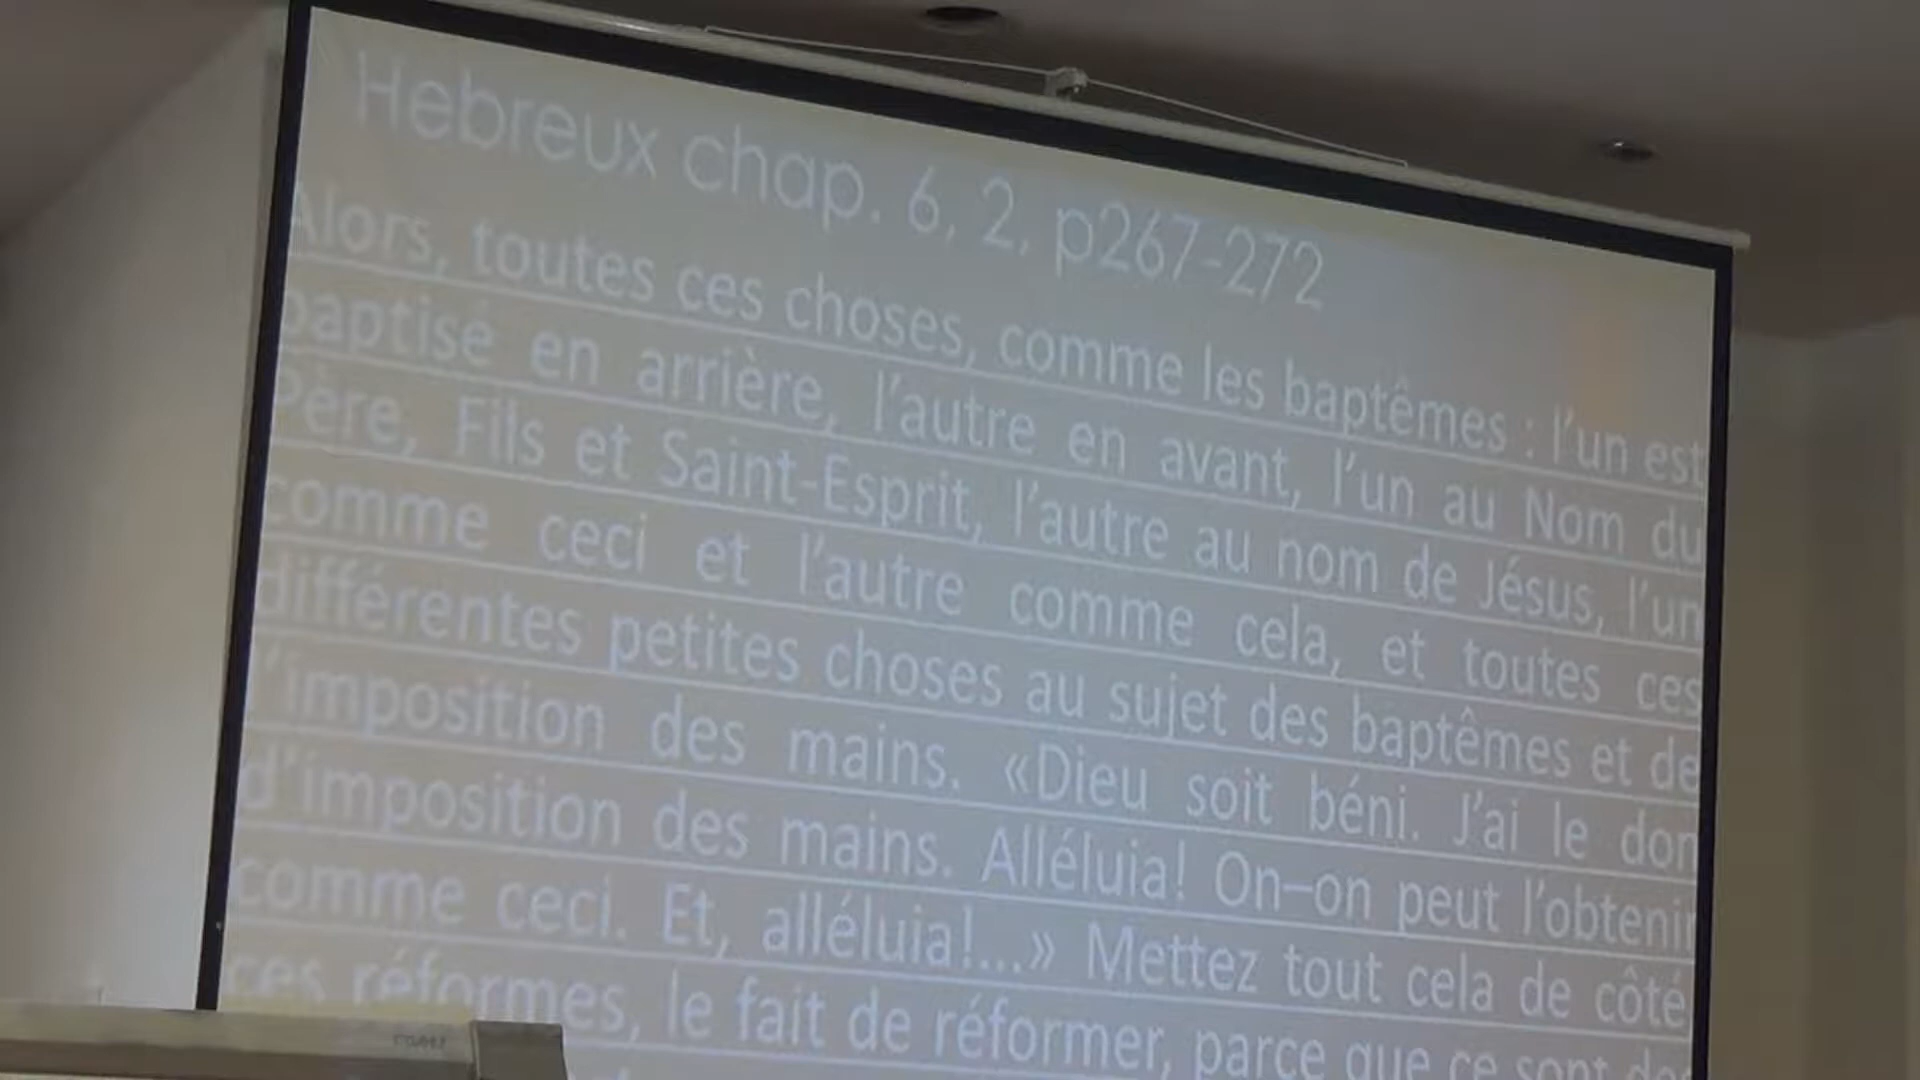 Hebreux chap. 6, 2, p267-272
Alors, toutes ces choses, comme les baptêmes : l'un est
baptisé en arrière, l'autre en avant, l'un au Nom du
Père, Fils et Saint-Esprit, l'autre au nom de Jésus, l'un
comme ceci et l'autre comme cela, et toutes ces
différentes petites choses au sujet des baptêmes et de
l'imposition des mains. «Dieu soit béni. J'ai le don
d'imposition des mains. Alléluia! On–on peut l'obtenir
comme ceci. Et, alléluia!...» Mettez tout cela de côté
ces réformes, le fait de réformer, parce que ce sont